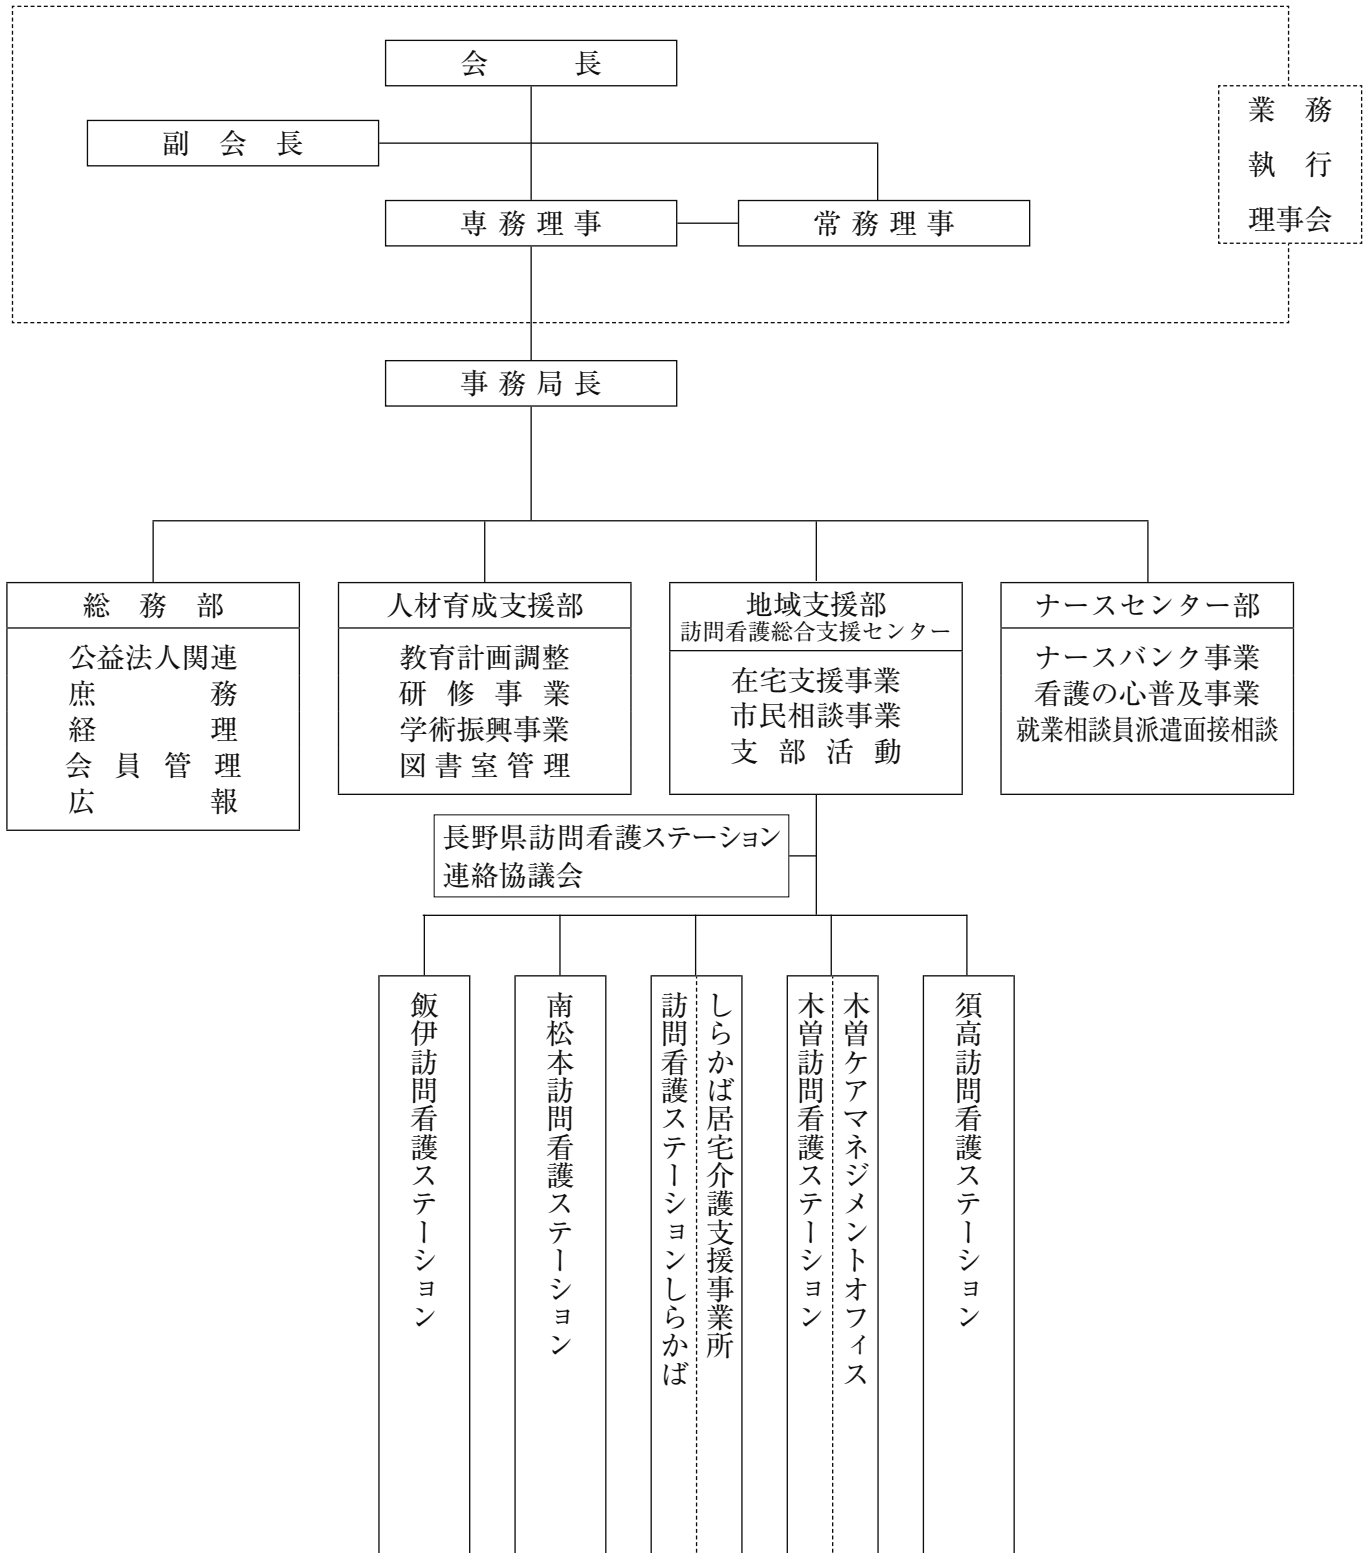 会長
業務
執行
理事会
副会長
専務理事
常務理事
事務局長
総務部
公益法人関連
庶務
経理
会員管理
広報
人材育成支援部
教育計画調整
研修事業
学術振興事業
図書室管理
地域支援部
訪問看護総合支援センター
在宅支援事業
市民相談事業
支部活動
ナースセンター部
ナースバンク事業
看護の心普及事業
就業相談員派遣面接相談
長野県訪問看護ステーション
連絡協議会
飯伊訪問看護ステーション
南松本訪問看護ステーション
訪問看護ステーションしらかば
しらかば居宅介護支援事業所
木曽訪問看護ステーション
木曽ケアマネジメントオフィス
須高訪問看護ステーション